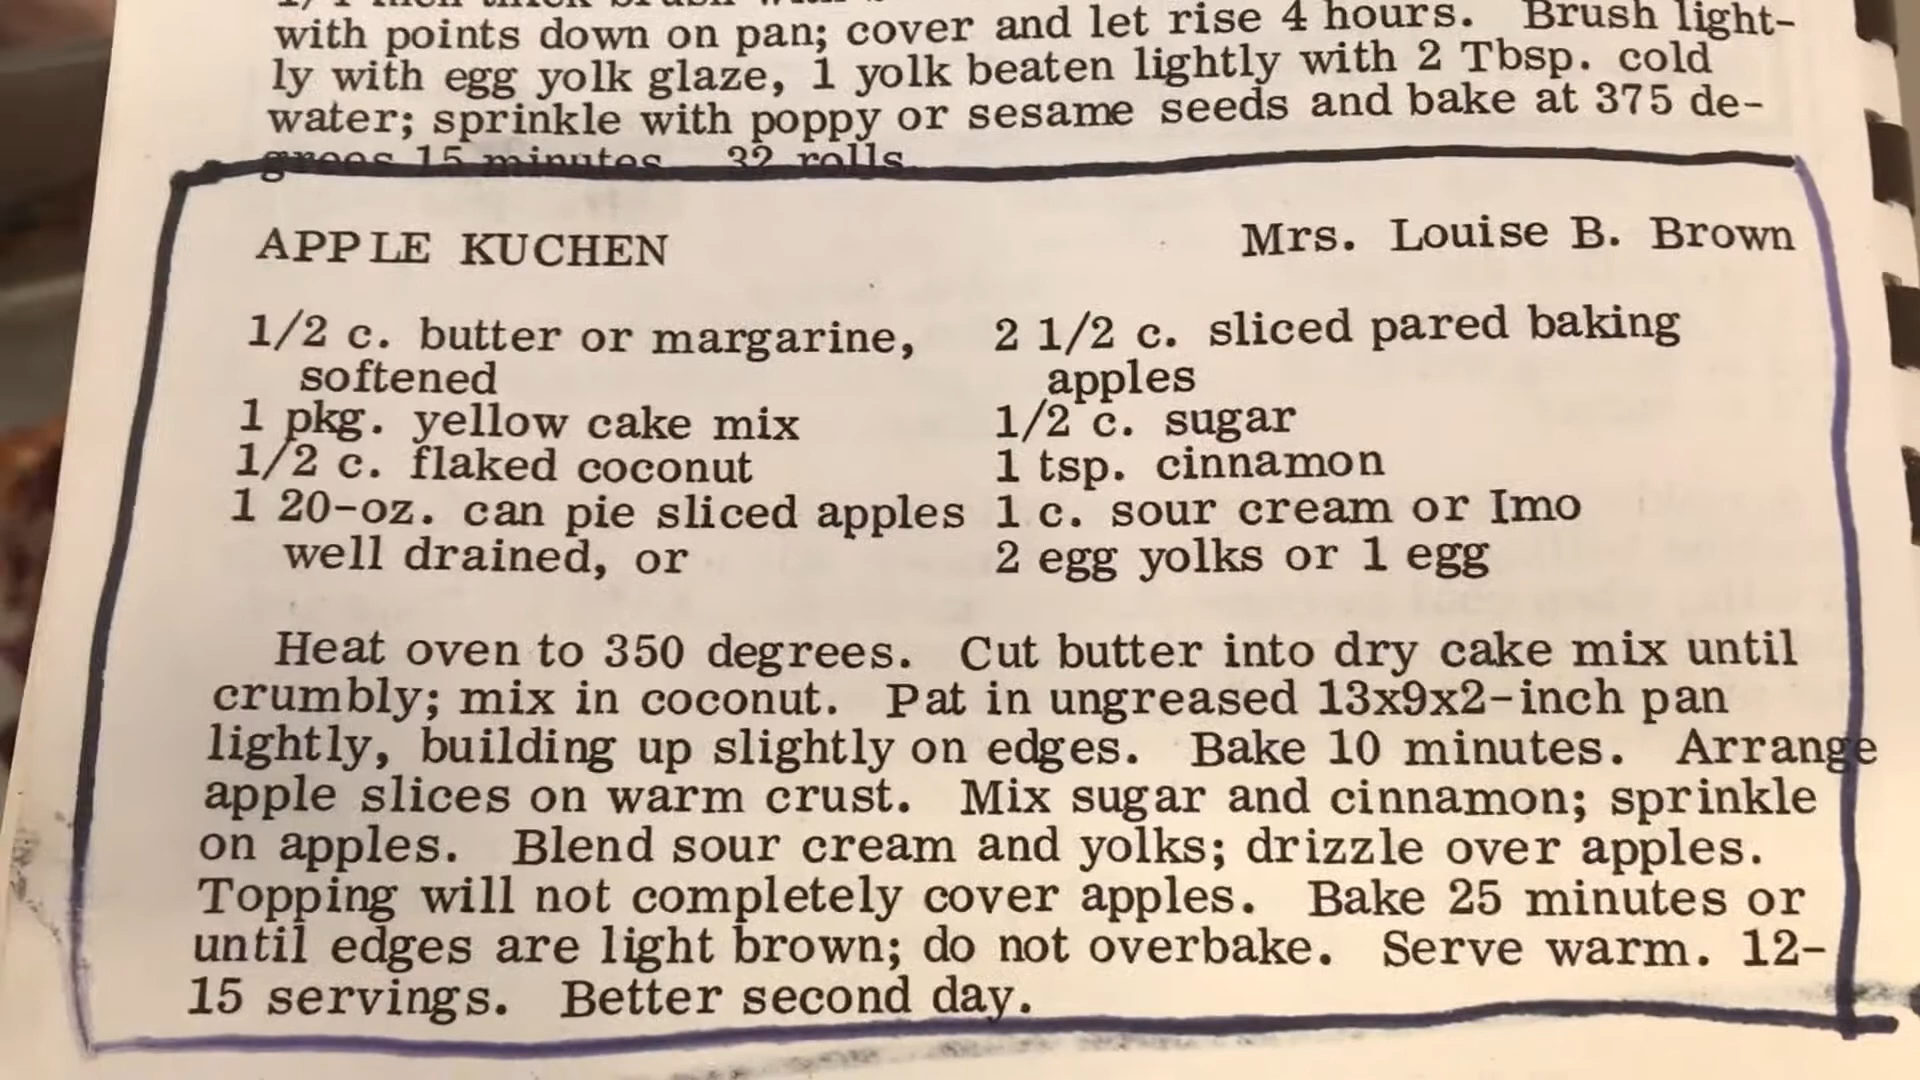 with points down on pan; cover and let rise 4 hours. Brush light-
ly with egg yolk glaze, 1 yolk beaten lightly with 2 Tbsp. cold
water; sprinkle with poppy or sesame seeds and bake at 375 de-
grees 15 minutes. 32 rolls.
APPLE KUCHEN Mrs. Louise B. Brown
1/2 c. butter or margarine,
softened
1 pkg. yellow cake mix
1/2 c. flaked coconut
1 20-oz. can pie sliced apples
well drained, or
2 1/2 c. sliced pared baking
apples
1/2 c. sugar
1 tsp. cinnamon
1 c. sour cream or Imo
2 egg yolks or 1 egg
Heat oven to 350 degrees. Cut butter into dry cake mix until
crumbly; mix in coconut. Pat in ungreased 13x9x2-inch pan
lightly, building up slightly on edges. Bake 10 minutes. Arrange
apple slices on warm crust. Mix sugar and cinnamon; sprinkle
on apples. Blend sour cream and yolks; drizzle over apples.
Topping will not completely cover apples. Bake 25 minutes or
until edges are light brown; do not overbake. Serve warm. 12-
15 servings. Better second day.